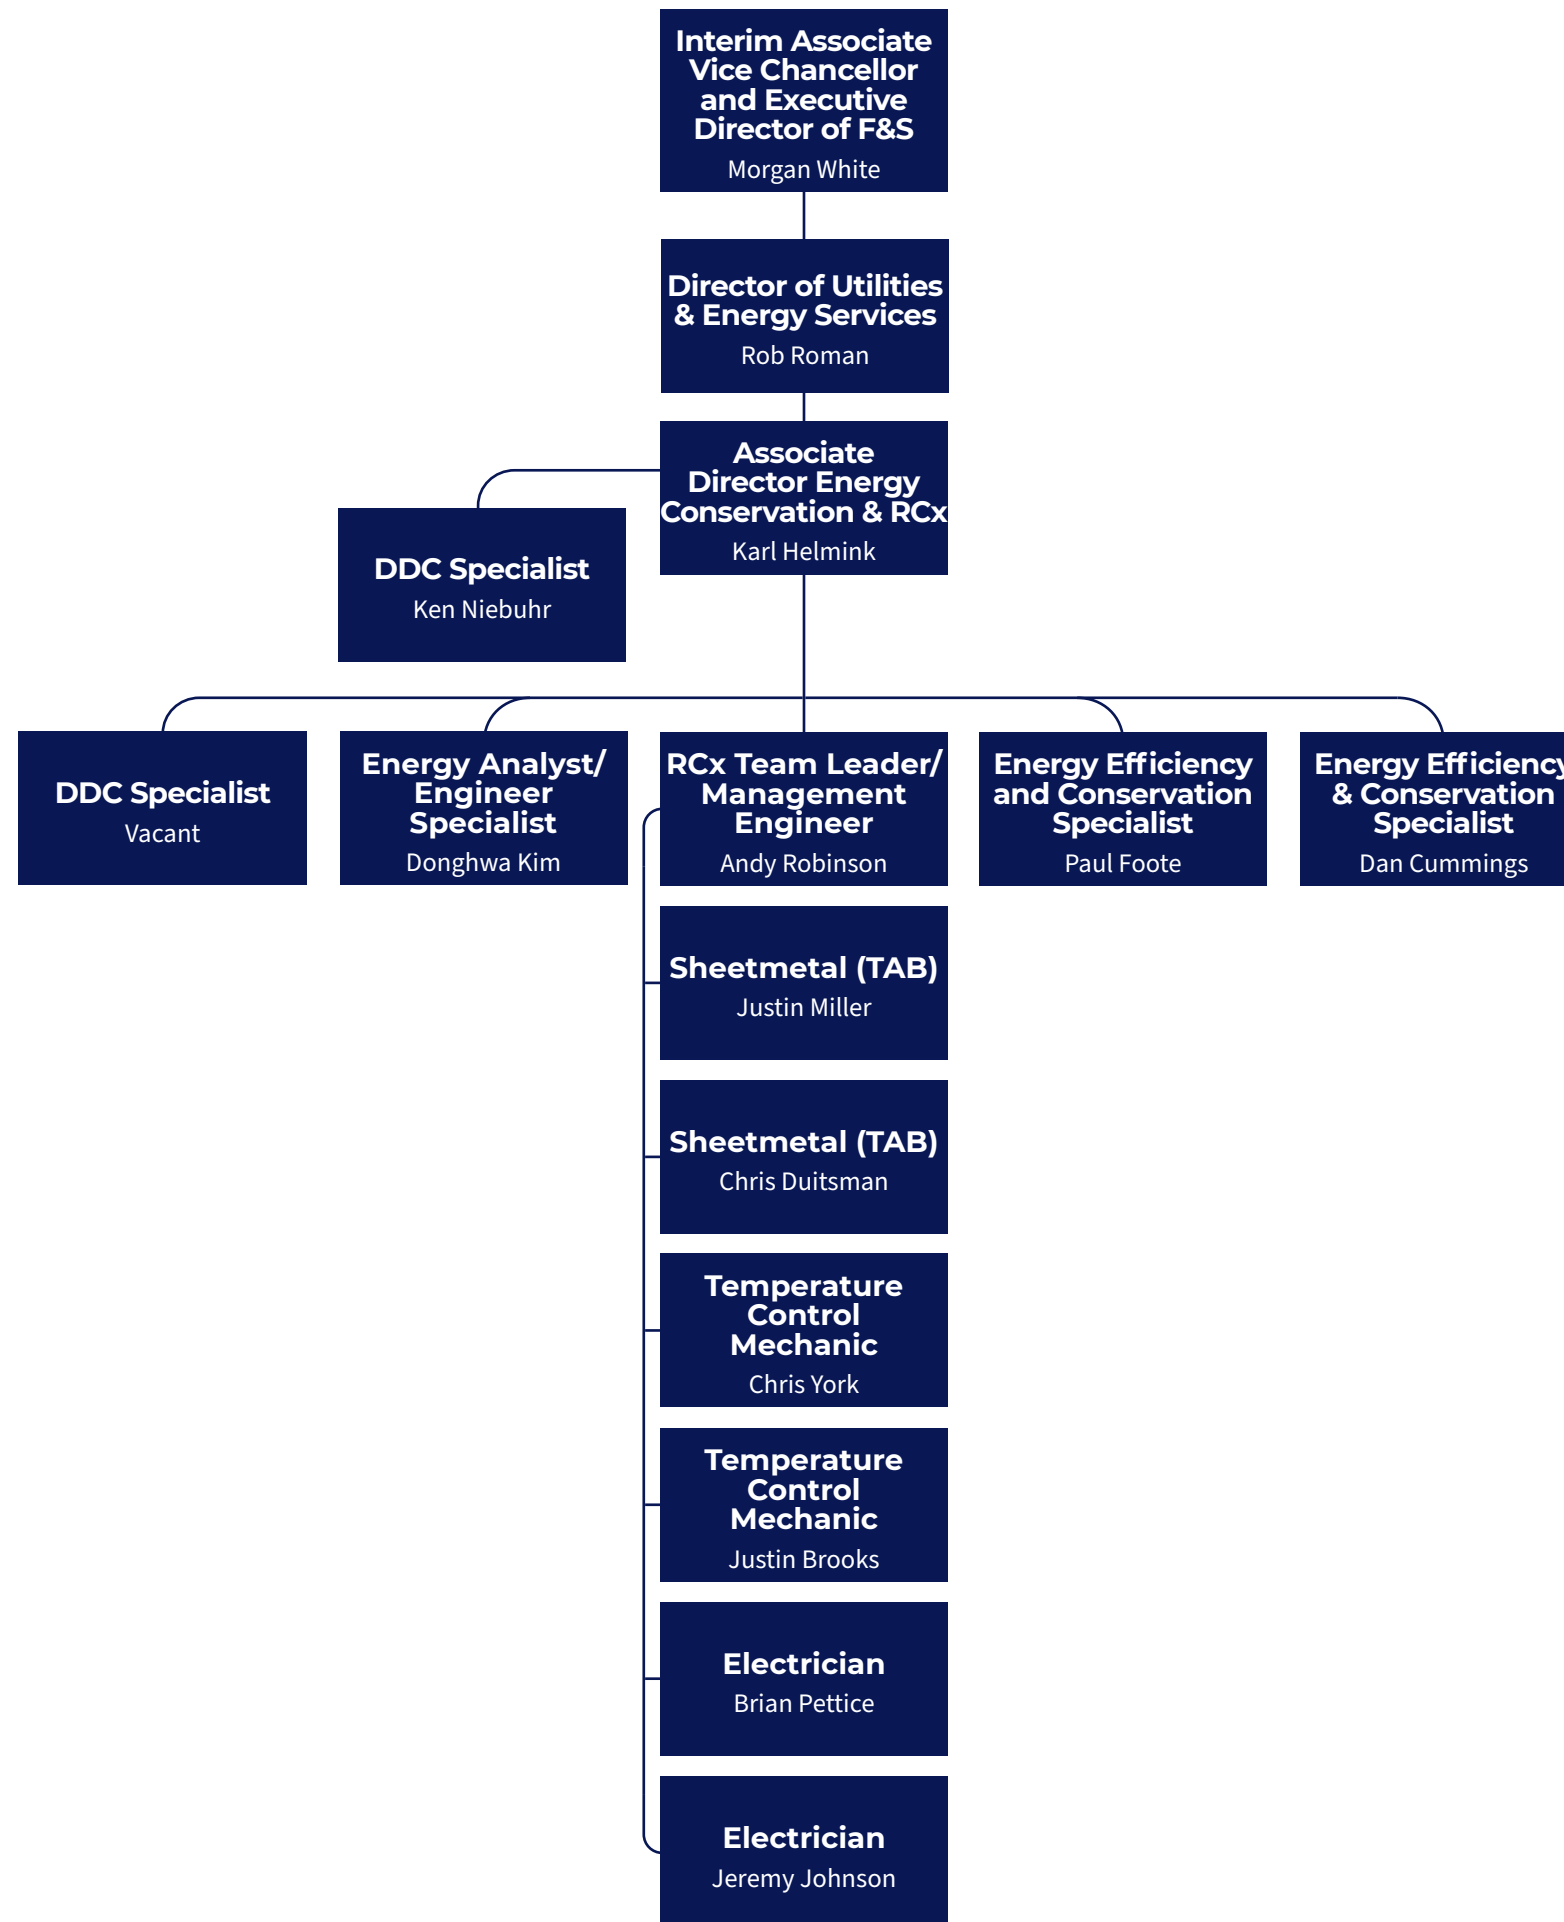 Interim Associate
Vice Chancellor
and Executive
Director of F&S
Morgan White
Director of Utilities
& Energy Services
Rob Roman
Associate
Director Energy
Conservation & RCx
Karl Helmink
DDC Specialist
Ken Niebuhr
DDC Specialist
Vacant
Energy Analyst/
Engineer
Specialist
Donghwa Kim
RCx Team Leader/
Management
Engineer
Andy Robinson
Energy Efficiency
and Conservation
Specialist
Paul Foote
Energy Efficiency
& Conservation
Specialist
Dan Cummings
Sheetmetal (TAB)
Justin Miller
Sheetmetal (TAB)
Chris Duitsman
Temperature
Control
Mechanic
Chris York
Temperature
Control
Mechanic
Justin Brooks
Electrician
Brian Pettice
Electrician
Jeremy Johnson